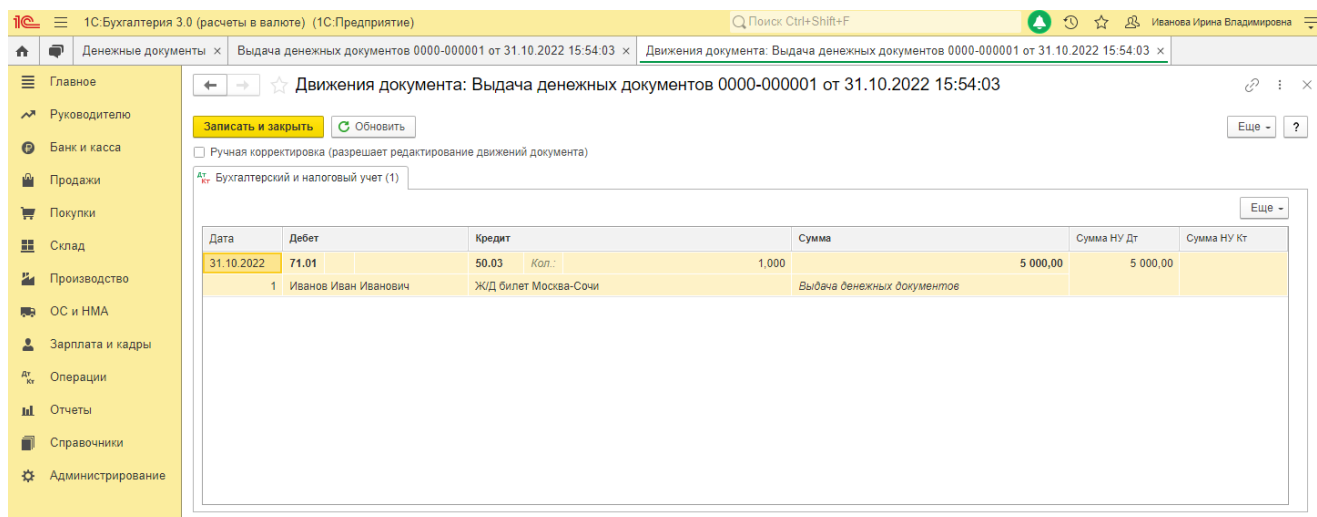 1С:Бухгалтерия 3.0 (расчеты в валюте) (1С:Предприятие) Поиск Ctrl+Shift+F Иванова Ирина Владимировна
Денежные документы × Выдача денежных документов 0000-000001 от 31.10.2022 15:54:03 × Движения документа: Выдача денежных документов 0000-000001 от 31.10.2022 15:54:03 ×
Главное
Руководителю
Банк и касса
Продажи
Покупки
Склад
Производство
ОС и НМА
Зарплата и кадры
Операции
Отчеты
Справочники
Администрирование
Движения документа: Выдача денежных документов 0000-000001 от 31.10.2022 15:54:03
Записать и закрыть Обновить Еще ?
Ручная корректировка (разрешает редактирование движений документа)
Бухгалтерский и налоговый учет (1)
Еще
Дата Дебет Кредит Сумма Сумма НУ Дт Сумма НУ Кт
31.10.2022 71.01 50.03 Кол.: 1,000 5 000,00 5 000,00
1 Иванов Иван Иванович Ж/Д билет Москва-Сочи Выдача денежных документов